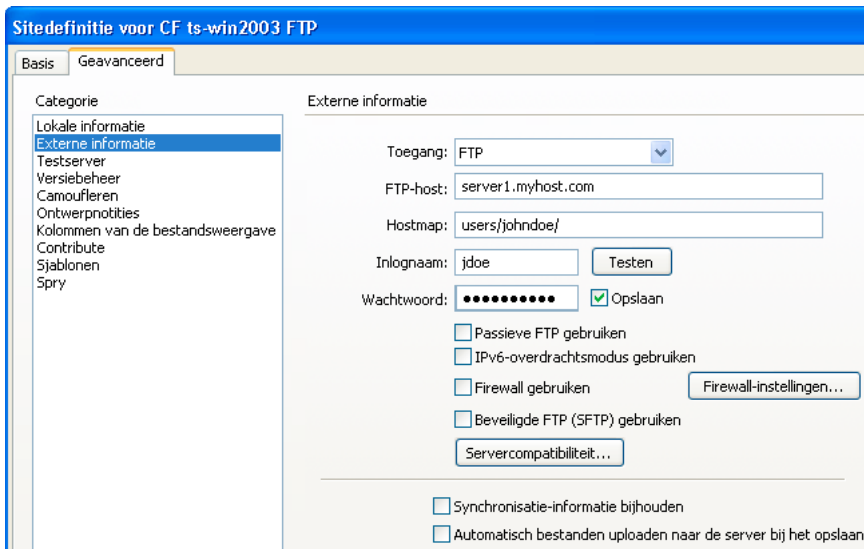 Sitedefinitie voor CF ts-win2003 FTP
Basis
Geavanceerd
Categorie
Lokale informatie
Externe informatie
Testserver
Versiebeheer
Camoufleren
Ontwerpnotities
Kolommen van de bestandsweergave
Contribute
Sjablonen
Spry
Externe informatie
Toegang: FTP
FTP-host: server1.myhost.com
Hostmap: users/johndoe/
Inlognaam: jdoe Testen
Wachtwoord: ●●●●●●●●●● Opslaan
Passieve FTP gebruiken
IPv6-overdrachtsmodus gebruiken
Firewall gebruiken Firewall-instellingen...
Beveiligde FTP (SFTP) gebruiken
Servercompatibiliteit...
Synchronisatie-informatie bijhouden
Automatisch bestanden uploaden naar de server bij het opslaan